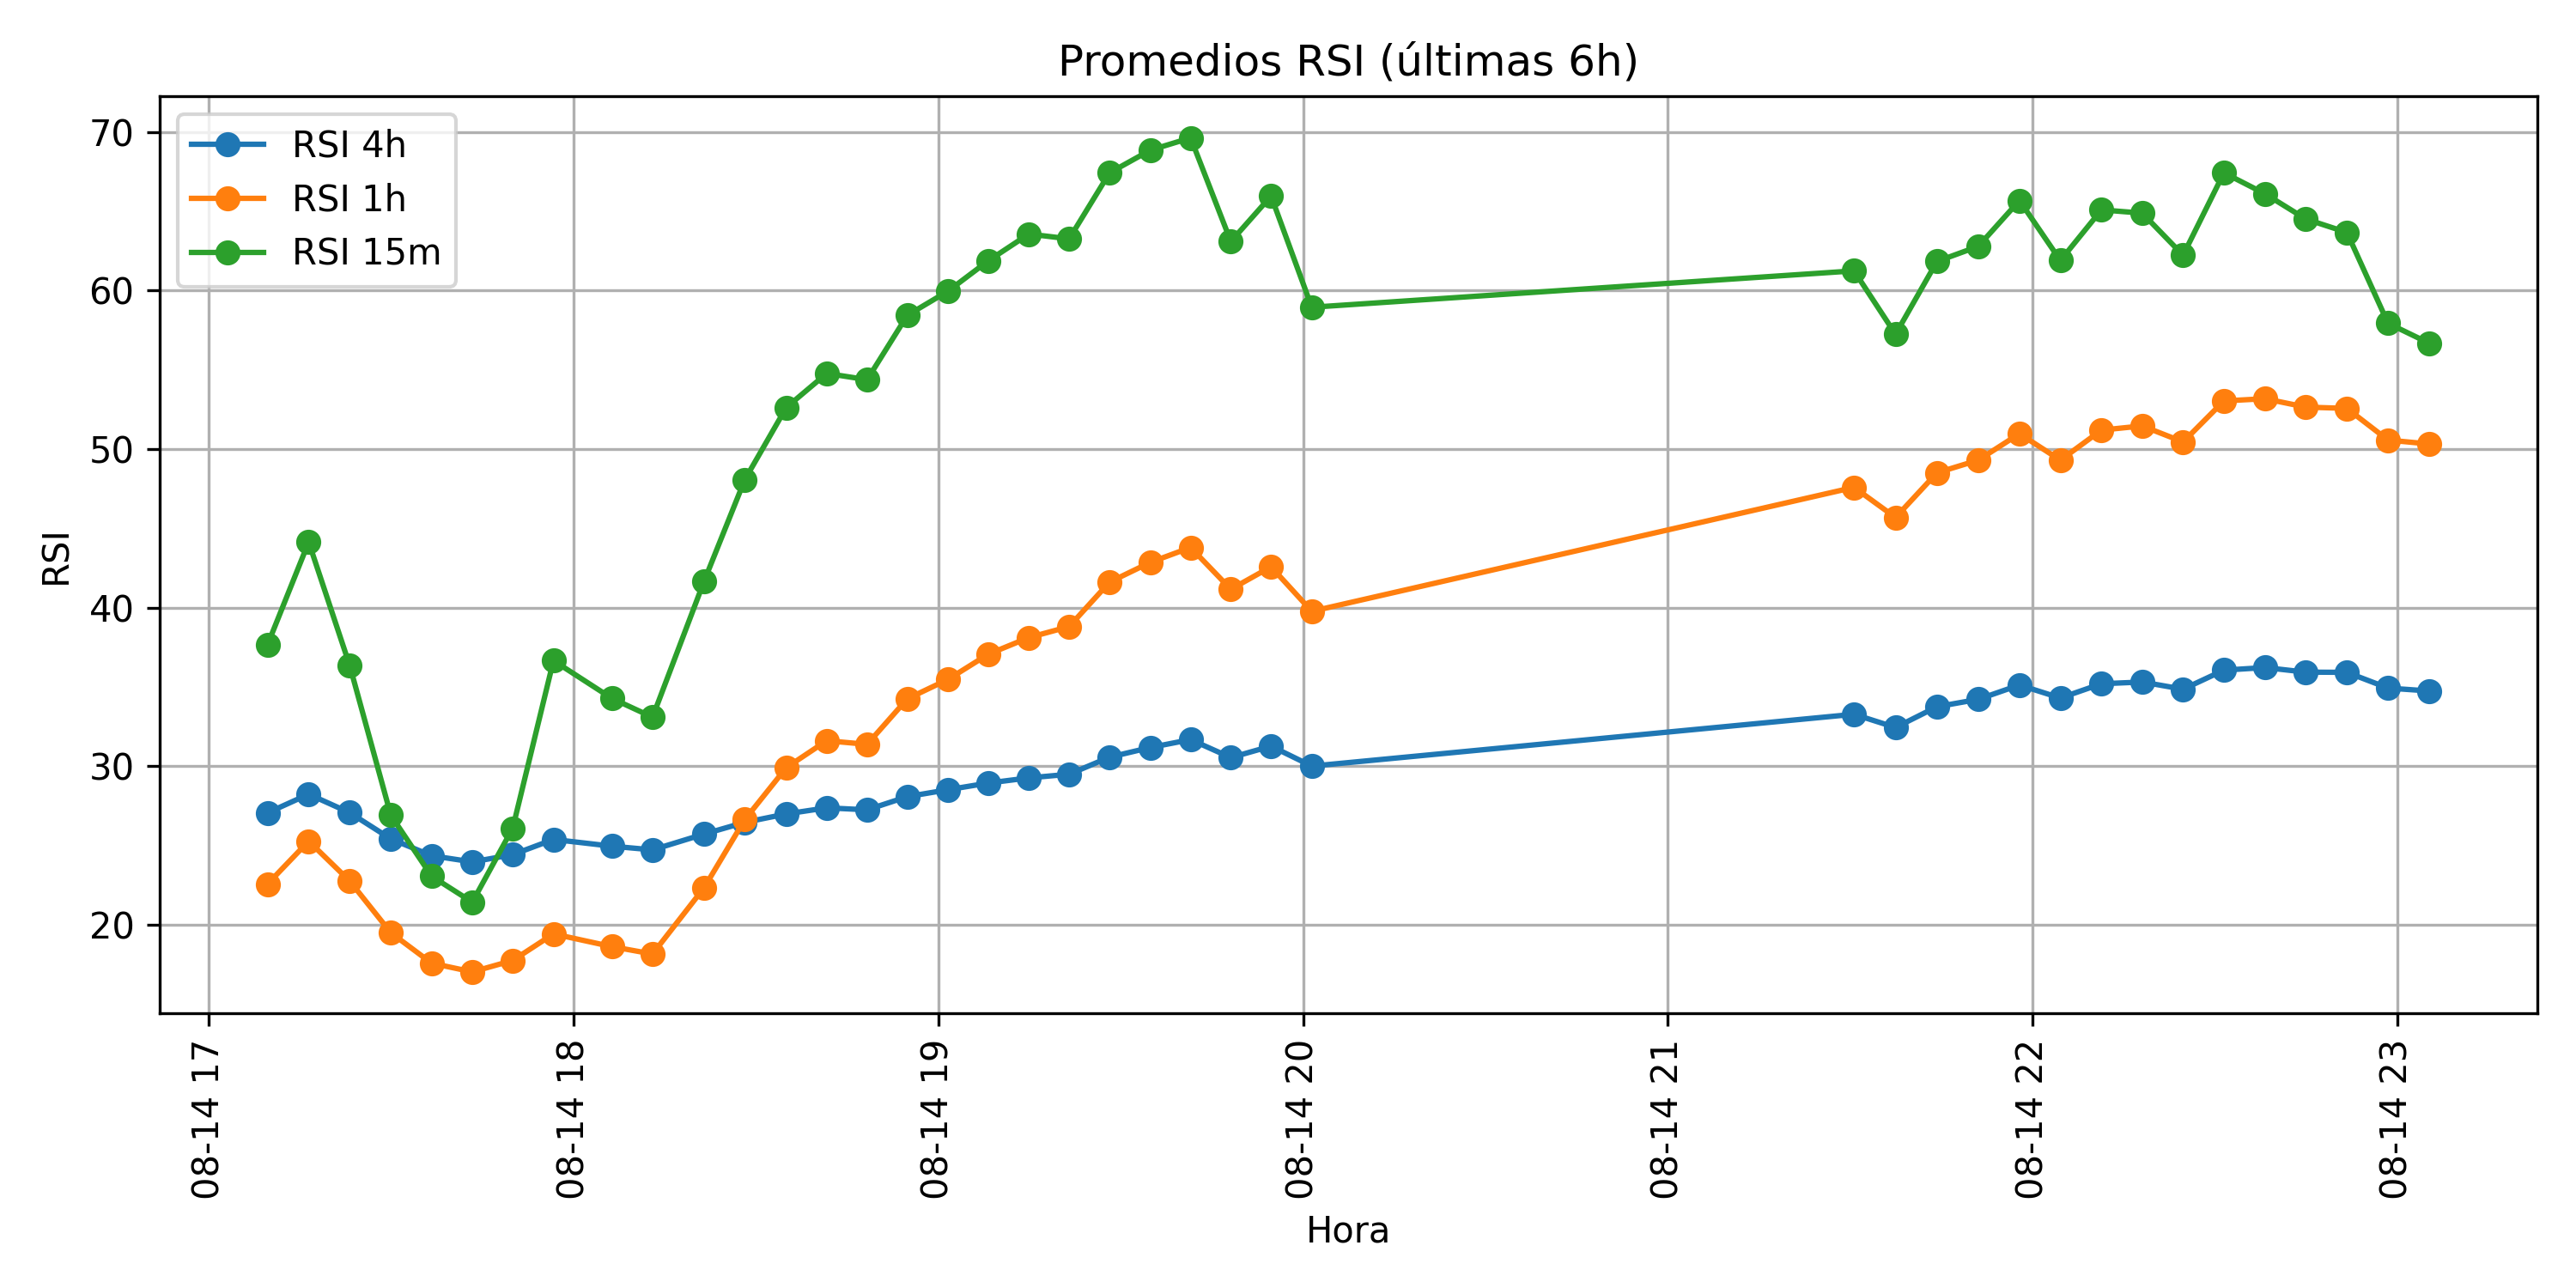 Promedios RSI (últimas 6h)
RSI 4h
RSI 1h
RSI 15m
RSI
70
60
50
40
30
20
08-14 17
08-14 18
08-14 19
08-14 20
08-14 21
08-14 22
08-14 23
Hora